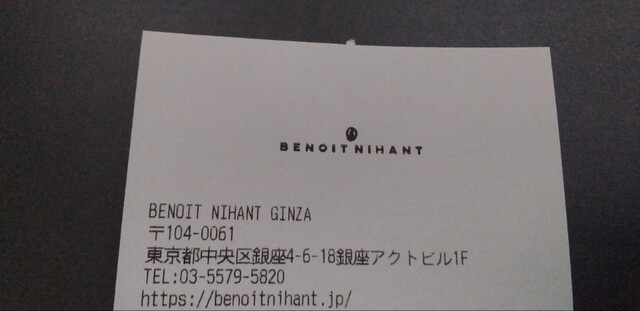 BENOIT NIHANT
BENOIT NIHANT GINZA
〒104-0061
東京都中央区銀座4-6-18銀座アクトビル1F
TEL:03-5579-5820
https://benoitnihant.jp/